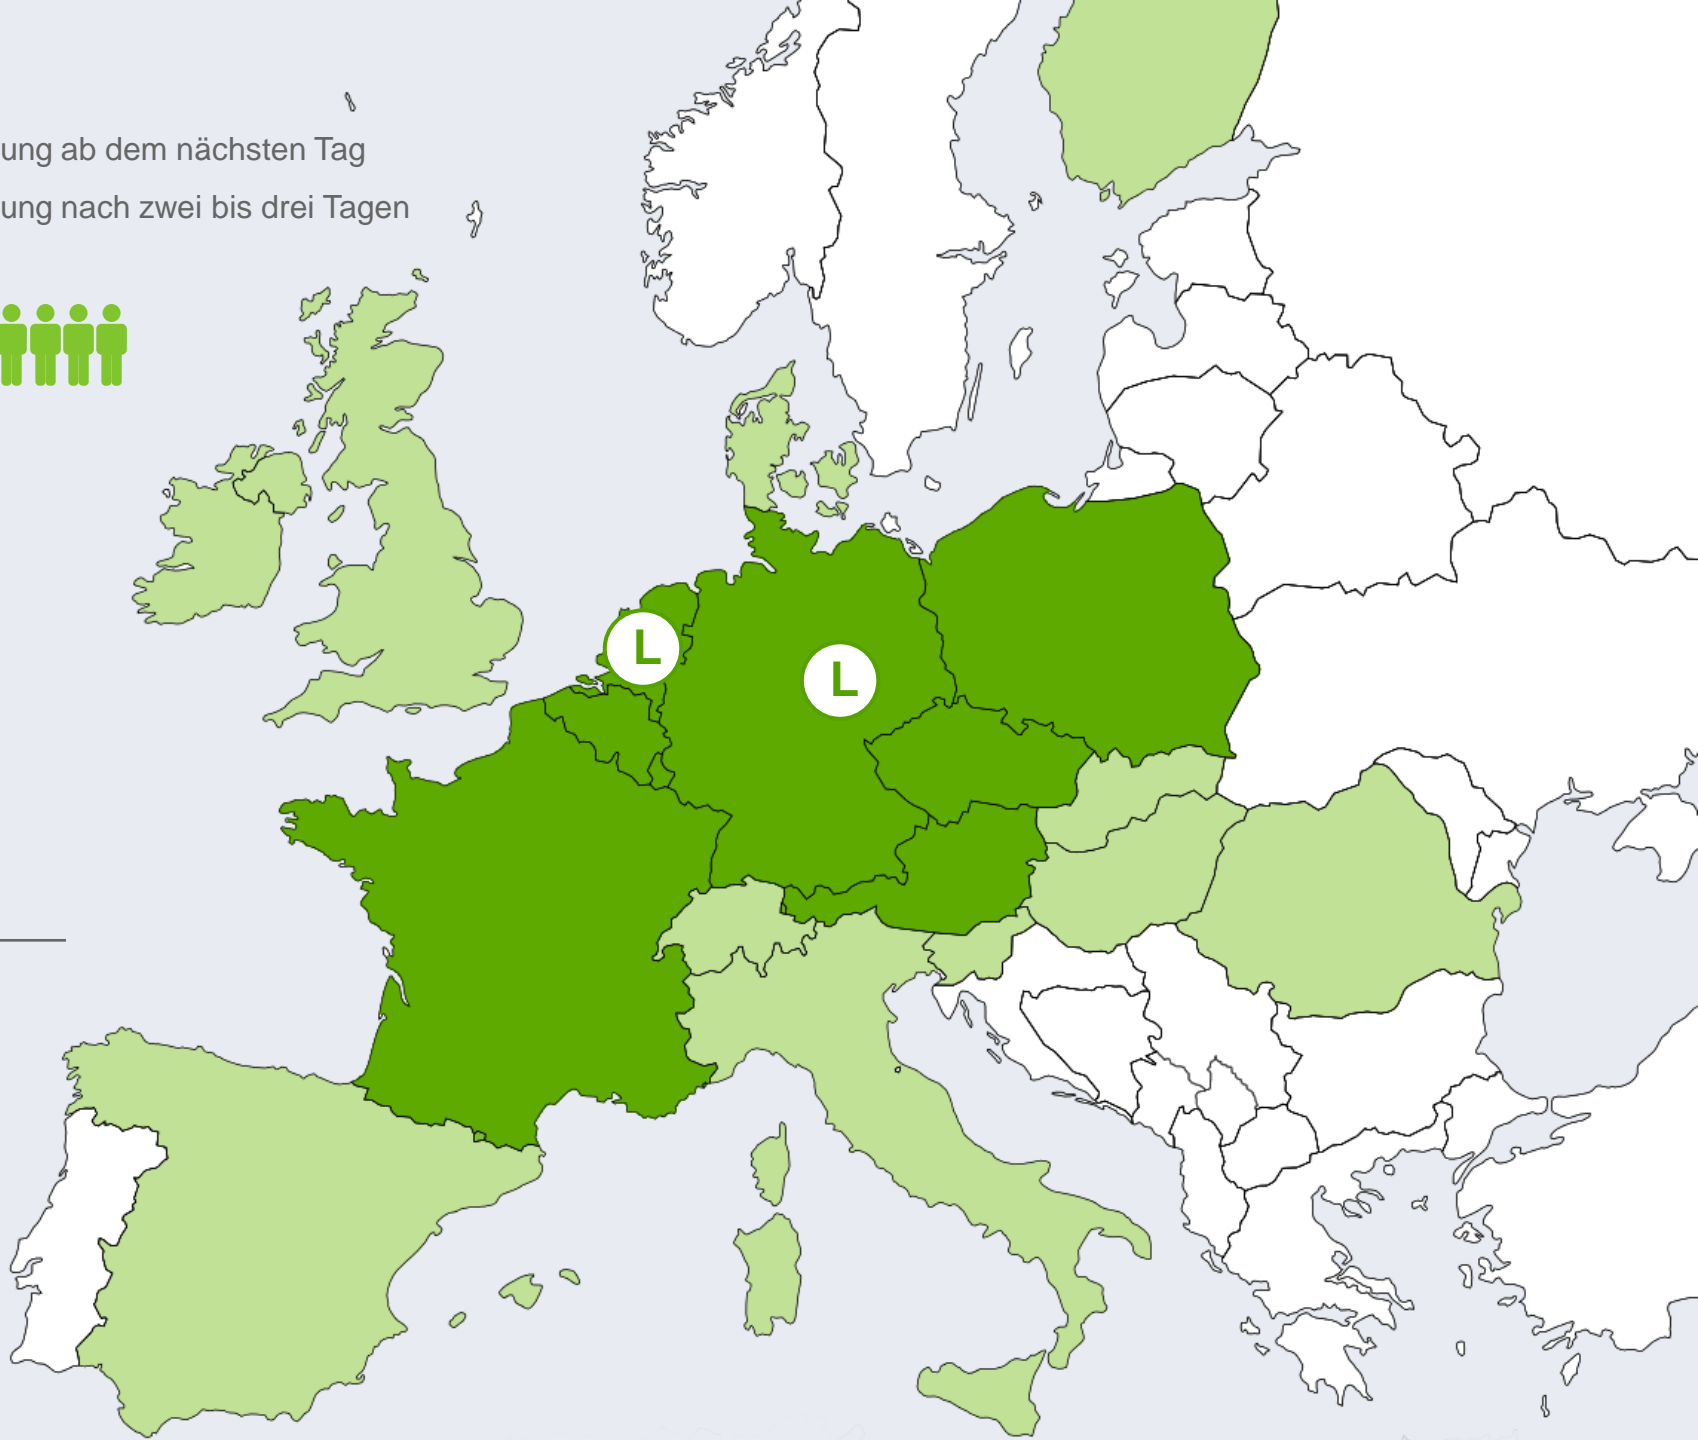 ung ab dem nächsten Tag
ung nach zwei bis drei Tagen
L
L